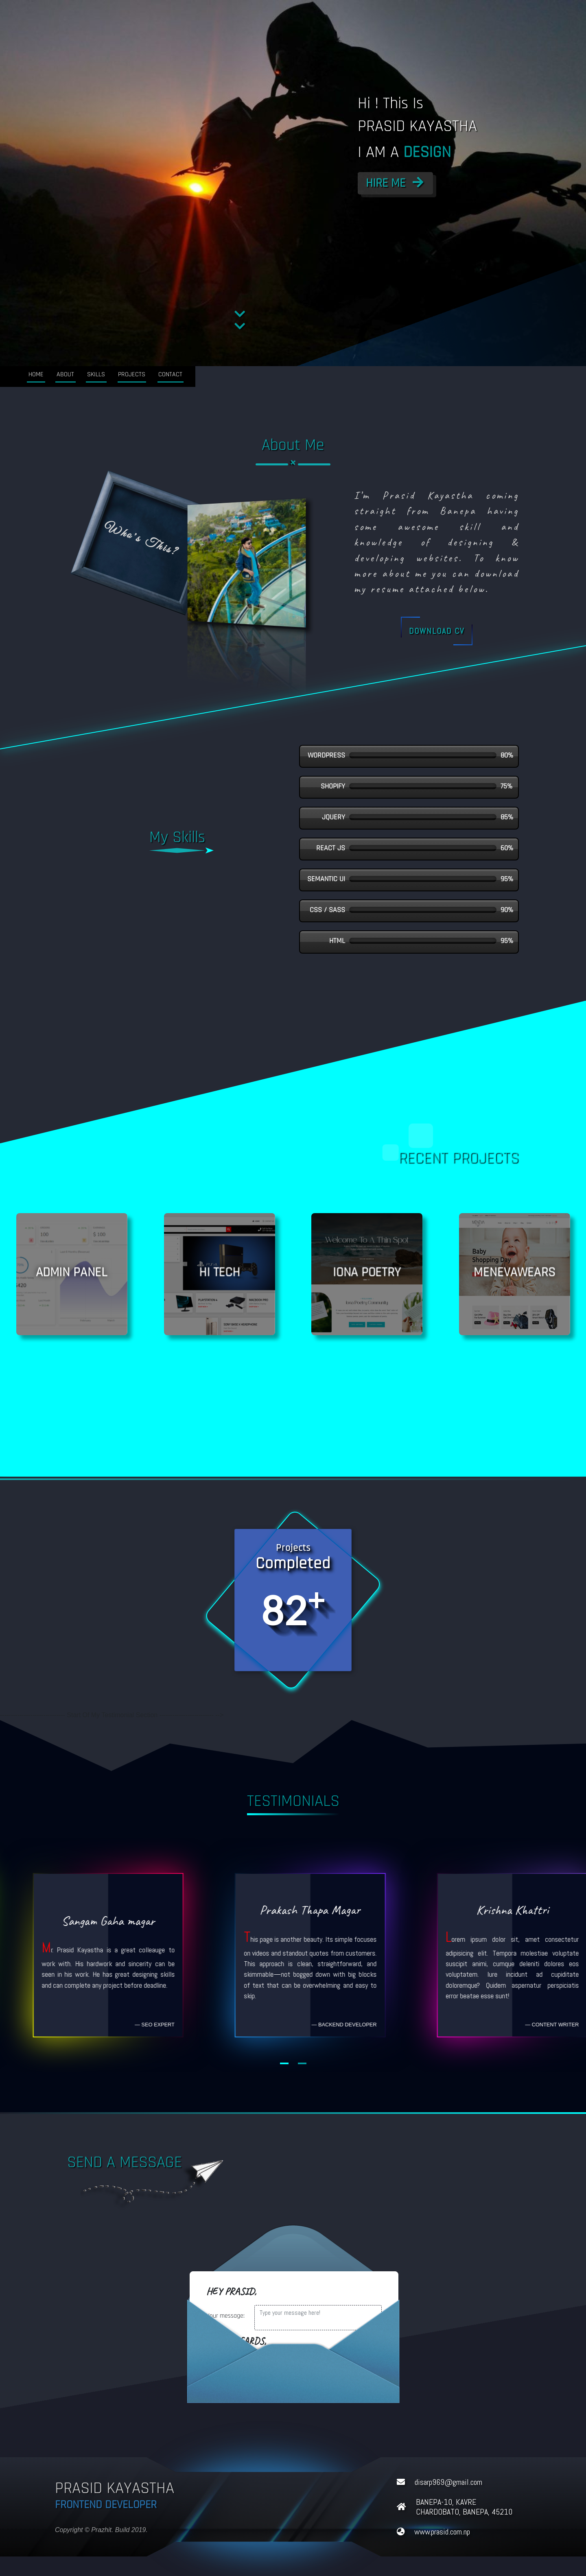 Hi ! This Is
PRASID KAYASTHA
I AM A DESIGN
HIRE ME
HOME ABOUT SKILLS PROJECTS CONTACT
About Me
Who's This?
I'm Prasid Kayastha coming
straight from Banepa having
some awesome skill and
knowledge of designing &
developing websites. To know
more about me you can download
my resume attached below.
DOWNLOAD CV
My Skills
WORDPRESS 80%
SHOPIFY 75%
JQUERY 85%
REACT JS 60%
SEMANTIC UI 95%
CSS / SASS 90%
HTML 95%
RECENT PROJECTS
ADMIN PANEL
HI TECH
Welcome To A Thin Spot
IONA POETRY
Baby
Shopping Day
MENEVAWEARS
Projects
Completed
82+
TESTIMONIALS
Sangam Gaha magar
Mr. Prasid Kayastha is a great colleauge to
work with. His hardwork and sincerity can be
seen in his work. He has great designing skills
and can complete any project before deadline.
— SEO EXPERT
Prakash Thapa Magar
This page is another beauty. Its simple focuses
on videos and standout quotes from customers.
This approach is clean, straightforward, and
skimmable—not bogged down with big blocks
of text that can be overwhelming and easy to
skip.
— BACKEND DEVELOPER
Krishna Khattri
Lorem ipsum dolor sit, amet consectetur
adipisicing elit. Tempora molestiae voluptate
suscipit animi, cumque deleniti dolores eos
voluptatem. Iure incidunt ad cupiditate
doloremque? Quidem aspernatur perspiciatis
error beatae esse sunt!
— CONTENT WRITER
SEND A MESSAGE
HEY PRASID,
our message:
Type your message here!
ARDS,
PRASID KAYASTHA
FRONTEND DEVELOPER
Copyright © Prazhit. Build 2019.
disarp969@gmail.com
BANEPA-10, KAVRE
CHARDOBATO, BANEPA, 45210
www.prasid.com.np